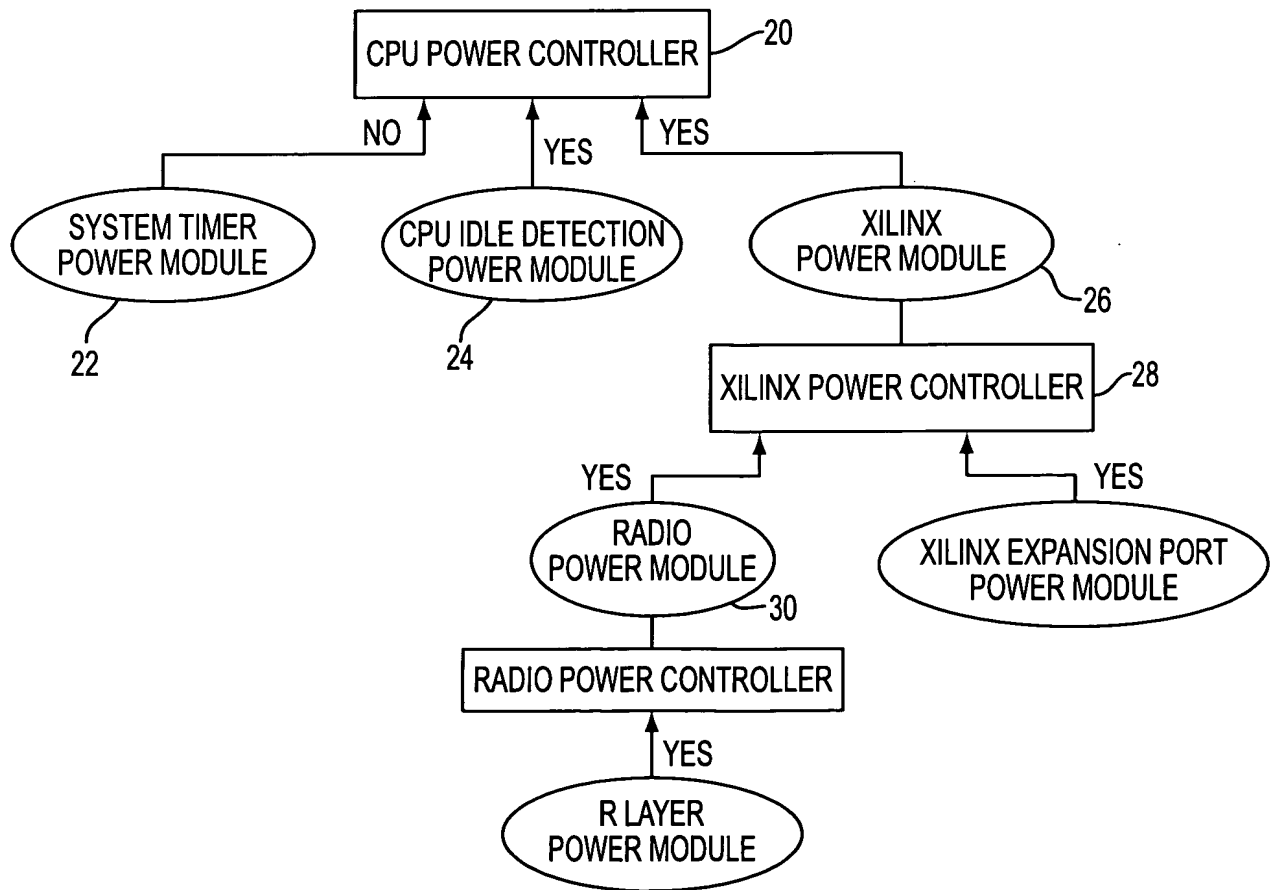 CPU POWER CONTROLLER
20
NO
YES
YES
SYSTEM TIMER
POWER MODULE
22
CPU IDLE DETECTION
POWER MODULE
24
XILINX
POWER MODULE
26
XILINX POWER CONTROLLER
28
YES
YES
RADIO
POWER MODULE
30
XILINX EXPANSION PORT
POWER MODULE
RADIO POWER CONTROLLER
YES
R LAYER
POWER MODULE